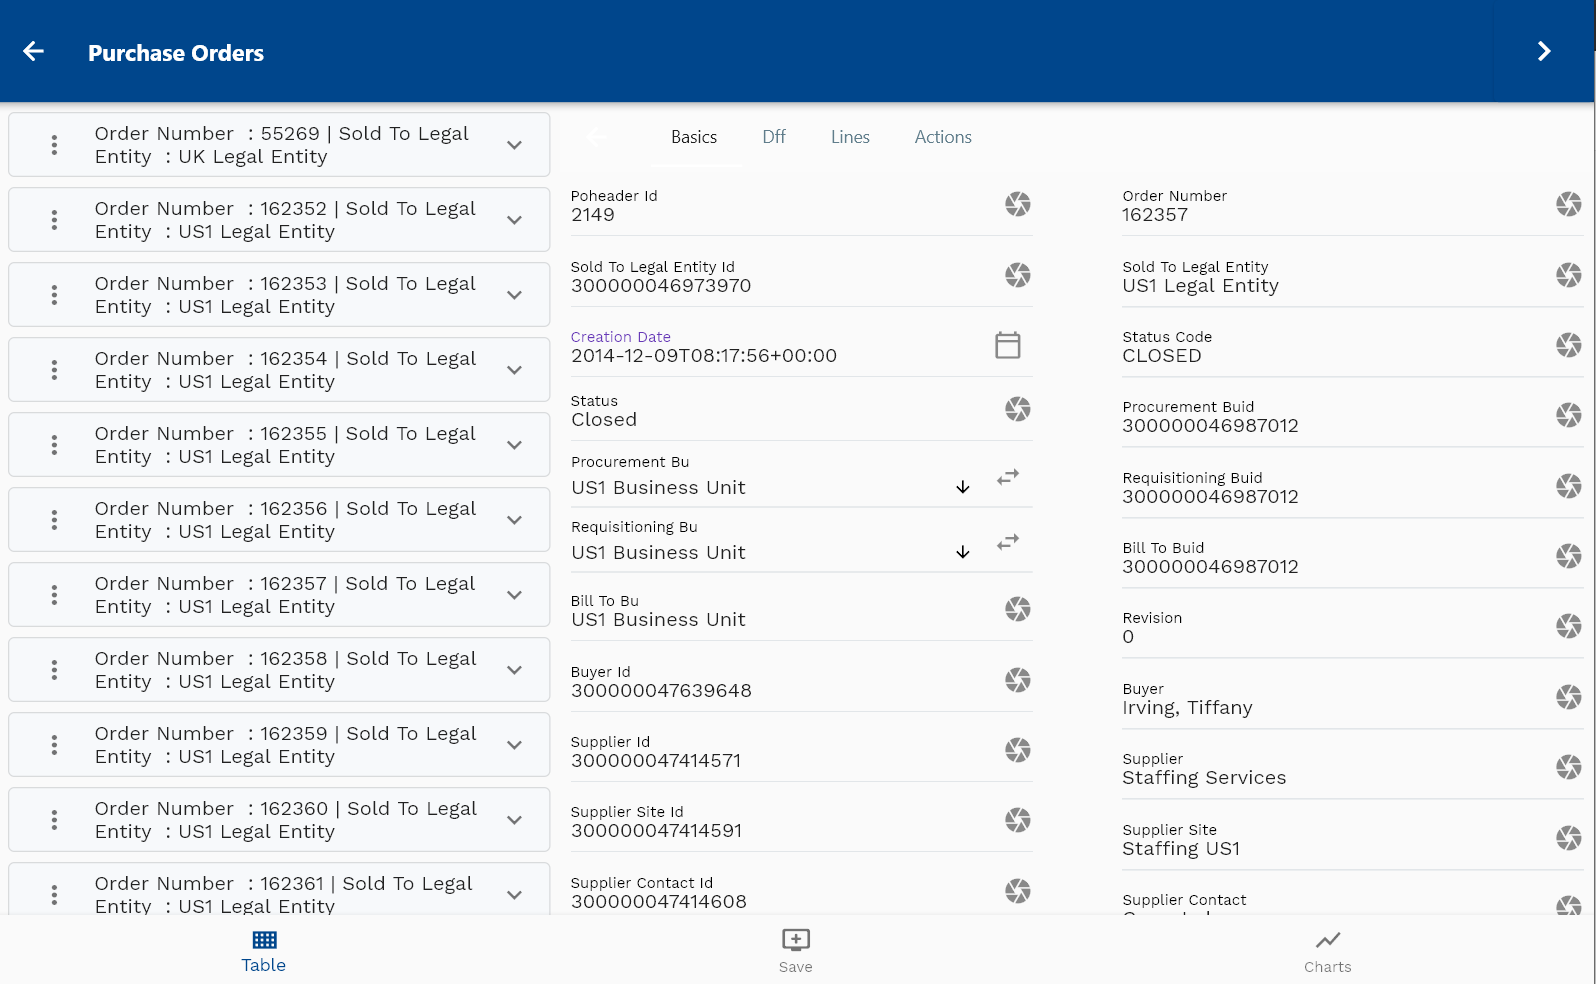 Purchase Orders
Order Number : 55269 | Sold To Legal
Entity : UK Legal Entity
Order Number : 162352 | Sold To Legal
Entity : US1 Legal Entity
Order Number : 162353 | Sold To Legal
Entity : US1 Legal Entity
Order Number : 162354 | Sold To Legal
Entity : US1 Legal Entity
Order Number : 162355 | Sold To Legal
Entity : US1 Legal Entity
Order Number : 162356 | Sold To Legal
Entity : US1 Legal Entity
Order Number : 162357 | Sold To Legal
Entity : US1 Legal Entity
Order Number : 162358 | Sold To Legal
Entity : US1 Legal Entity
Order Number : 162359 | Sold To Legal
Entity : US1 Legal Entity
Order Number : 162360 | Sold To Legal
Entity : US1 Legal Entity
Order Number : 162361 | Sold To Legal
Entity : US1 Legal Entity
Basics Dff Lines Actions
Poheader Id
2149
Sold To Legal Entity Id
300000046973970
Creation Date
2014-12-09T08:17:56+00:00
Status
Closed
Procurement Bu
US1 Business Unit
Requisitioning Bu
US1 Business Unit
Bill To Bu
US1 Business Unit
Buyer Id
300000047639648
Supplier Id
300000047414571
Supplier Site Id
300000047414591
Supplier Contact Id
300000047414608
Order Number
162357
Sold To Legal Entity
US1 Legal Entity
Status Code
CLOSED
Procurement Buid
300000046987012
Requisitioning Buid
300000046987012
Bill To Buid
300000046987012
Revision
0
Buyer
Irving, Tiffany
Supplier
Staffing Services
Supplier Site
Staffing US1
Supplier Contact
Table
Save
Charts